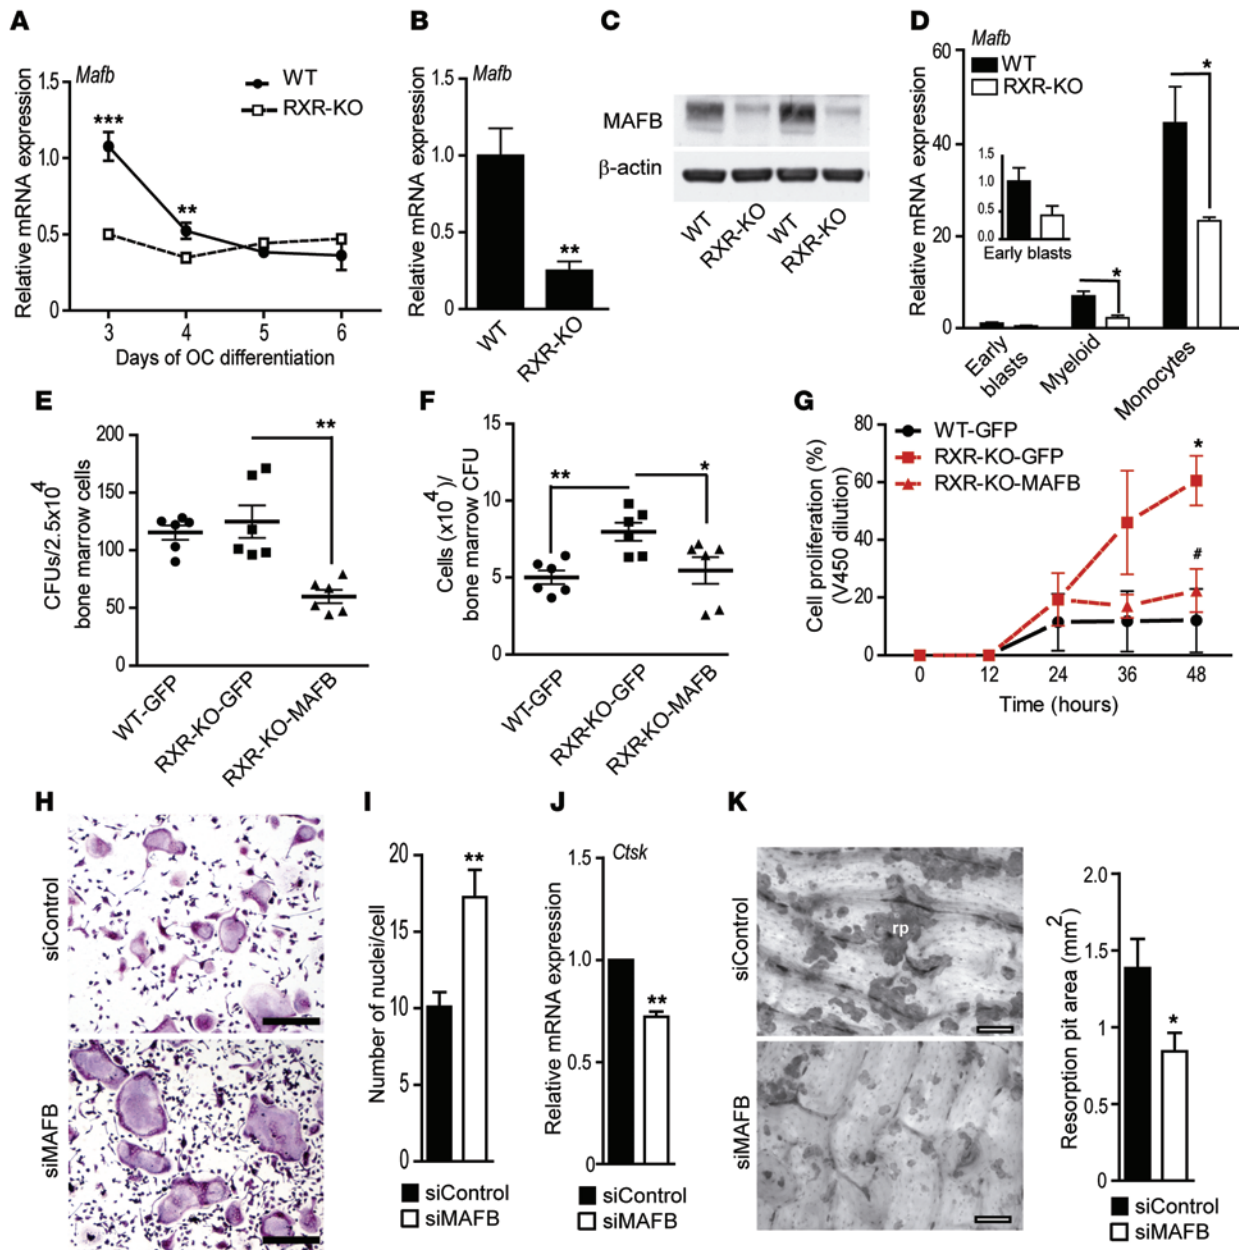 A
Mafb
Relative mRNA expression
1.5
1.0
0.5
0
WT
RXR-KO
***
**
3 4 5 6
Days of OC differentiation
B
Mafb
Relative mRNA expression
1.5
1.0
0.5
0
**
WT
RXR-KO
C
MAFB
β-actin
WT
RXR-KO
WT
RXR-KO
D
Mafb
WT
RXR-KO
Relative mRNA expression
60
40
20
0
1.5
1.0
0.5
0.0
Early blasts
*
*
Early
blasts
Myeloid
Monocytes
E
CFUs/2.5x10⁴
bone marrow cells
200
150
100
50
0
**
WT-GFP
RXR-KO-GFP
RXR-KO-MAFB
F
Cells (x10⁴)/
bone marrow CFU
15
10
5
0
**
*
WT-GFP
RXR-KO-GFP
RXR-KO-MAFB
G
Cell proliferation (%)
(V450 dilution)
80
60
40
20
0
WT-GFP
RXR-KO-GFP
RXR-KO-MAFB
*
#
0 12 24 36 48
Time (hours)
H
siControl
siMAFB
I
Number of nuclei/cell
20
15
10
10
0
**
siControl
siMAFB
J
Ctsk
Relative mRNA expression
1.5
1.0
0.5
0
**
siControl
siMAFB
K
siControl
rp
siMAFB
Resorption pit area (mm²)
2.0
1.5
1
0.5
0
*
siControl
siMAFB